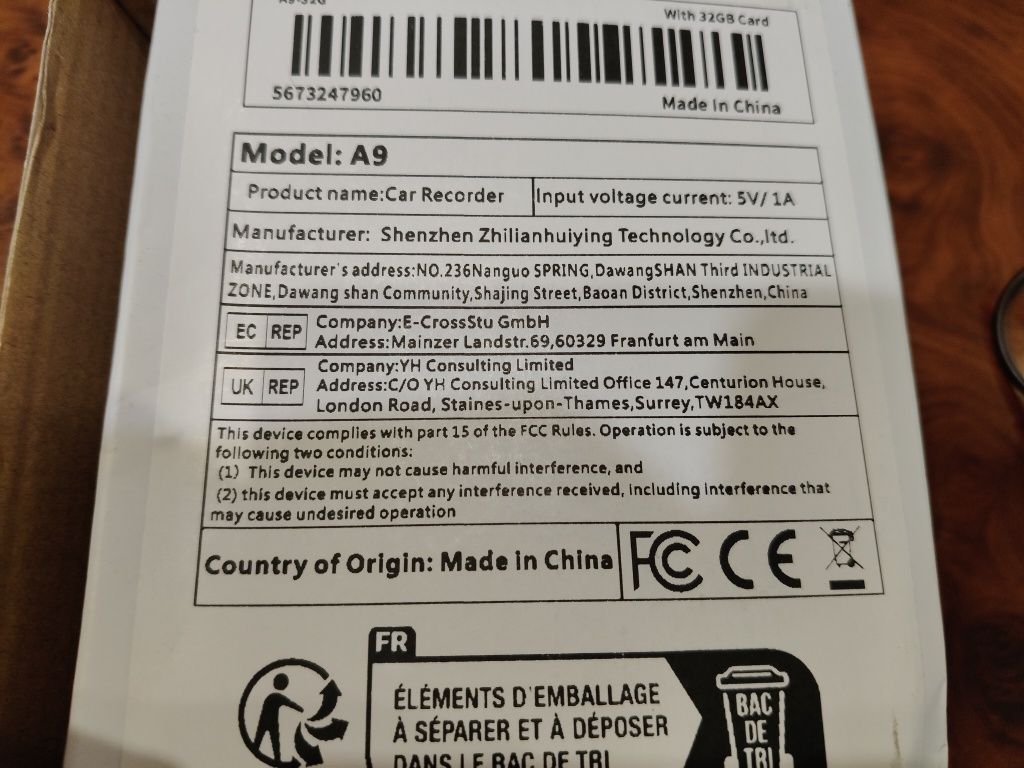 A9-32G
With 32GB Card
5673247960
Made In China
Model: A9
Product name:Car Recorder
Input voltage current: 5V/1A
Manufacturer: Shenzhen Zhilianhuiying Technology Co.,ltd.
Manufacturer's address:NO.236Nanguo SPRING,DawangSHAN Third INDUSTRIAL
ZONE,Dawang shan Community,Shajing Street,Baoan District,Shenzhen,China
EC REP
Company:E-CrossStu GmbH
Address:Mainzer Landstr.69,60329 Franfurt am Main
UK REP
Company:YH Consulting Limited
Address:C/O YH Consulting Limited Office 147,Centurion House,
London Road, Staines-upon-Thames,Surrey,TW184AX
This device complies with part 15 of the FCC Rules. Operation is subject to the
following two conditions:
(1) This device may not cause harmful interference, and
(2) this device must accept any interference received, including interference that
may cause undesired operation
Country of Origin: Made in China
FC CE
FR
ÉLÉMENTS D'EMBALLAGE
À SÉPARER ET À DÉPOSER
DANS LE BAC DE TRI
BAC
DE
TRI